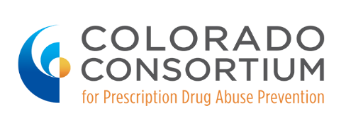 COLORADO
CONSORTIUM
for Prescription Drug Abuse Prevention